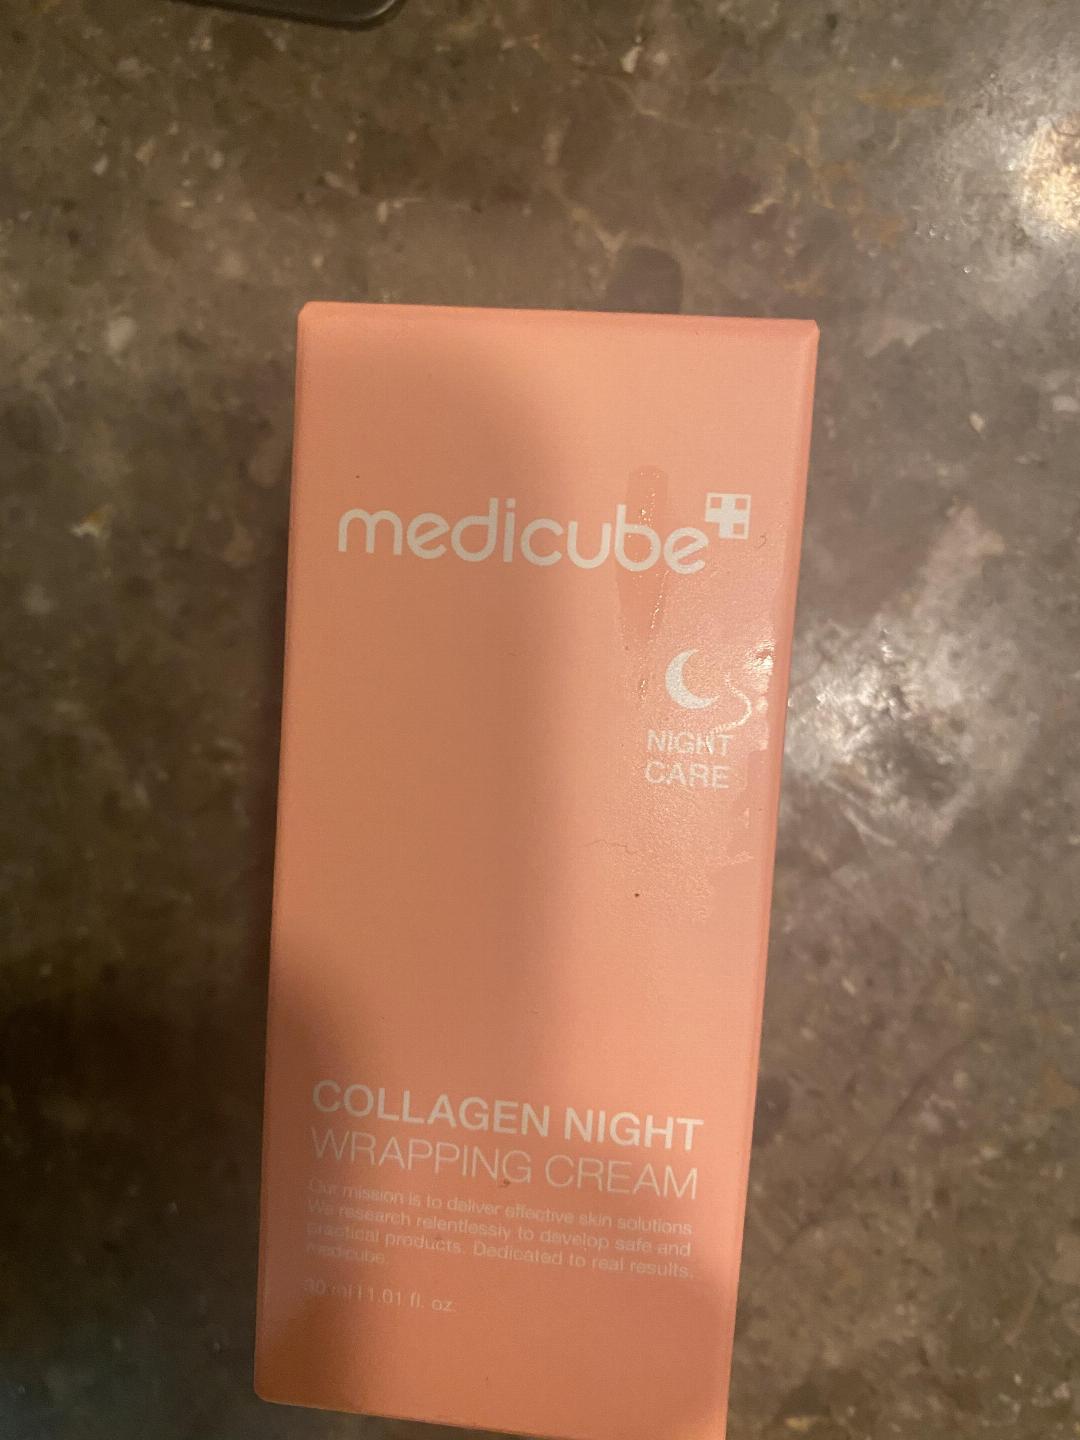 medicube
NIGHT
CARE
COLLAGEN NIGHT
WRAPPING CREAM
Our mission is to deliver effective skin solutions
We research relentlessly to develop safe and
practical products. Dedicated to real results,
medicube.
30 ml | 1.01 fl. oz.